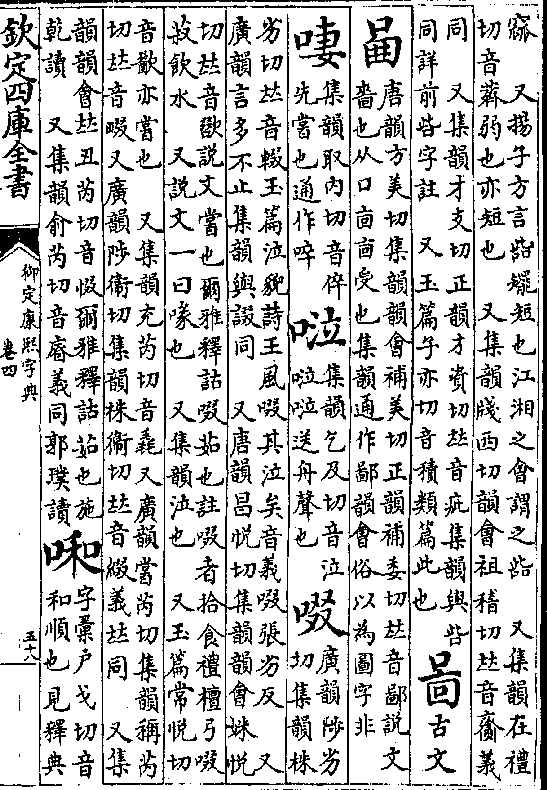 窳　又揚子方言呰矲短也江湘之會謂之呰　又集韻在禮
切音薺弱也亦短也　又集韻牋西切韻會祖稽切𠀤音齎義
同　又集韻才支切正韻才資切𠀤音疵集韻與呰
同詳前呰字註　又玉篇子亦切音積類篇此也
古文
啚
唐韻方美切集韻韻會補美切正韻補委切𠀤音鄙說文
嗇也从口㐭㐭受也集韻通作鄙韻會俗以為圖字非
啛
集韻取內切音倅
先嘗也通作啐
集韻乞及切音泣
送舟聲也
啜
廣韻陟劣
切集韻株
劣切𠀤音輟玉篇泣貌詩王風啜其泣矣音義啜張劣反　又
廣韻言多不止集韻與諁同　又唐韻昌悅切集韻韻會姝悅
切𠀤音歠說文嘗也爾雅釋詁啜茹也註啜者拾食禮檀弓啜
菽飲水　又說文一曰喙也　又集韻泣也　又玉篇常悅切
音歠亦嘗也　又集韻充芮切音毳又廣韻嘗芮切集韻稱芮
切𠀤音啜又廣韻陟衛切集韻株衛切𠀤音綴義𠀤同　又集
韻韻會𠀤丑芮切音惙爾雅釋詁茹也施
乾讀　又集韻俞芮切音睿義同郭璞讀
啝
字彙戶戈切音
和順也見釋典
欽定四庫全書
御定康熙字典
卷四
五十八